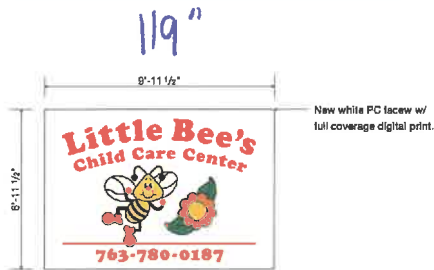 119"
9'-11 1/2"
New white PC facew w/
full coverage digital print.
6'-11 1/2"
Little Bee's
Child Care Center
763-780-0187